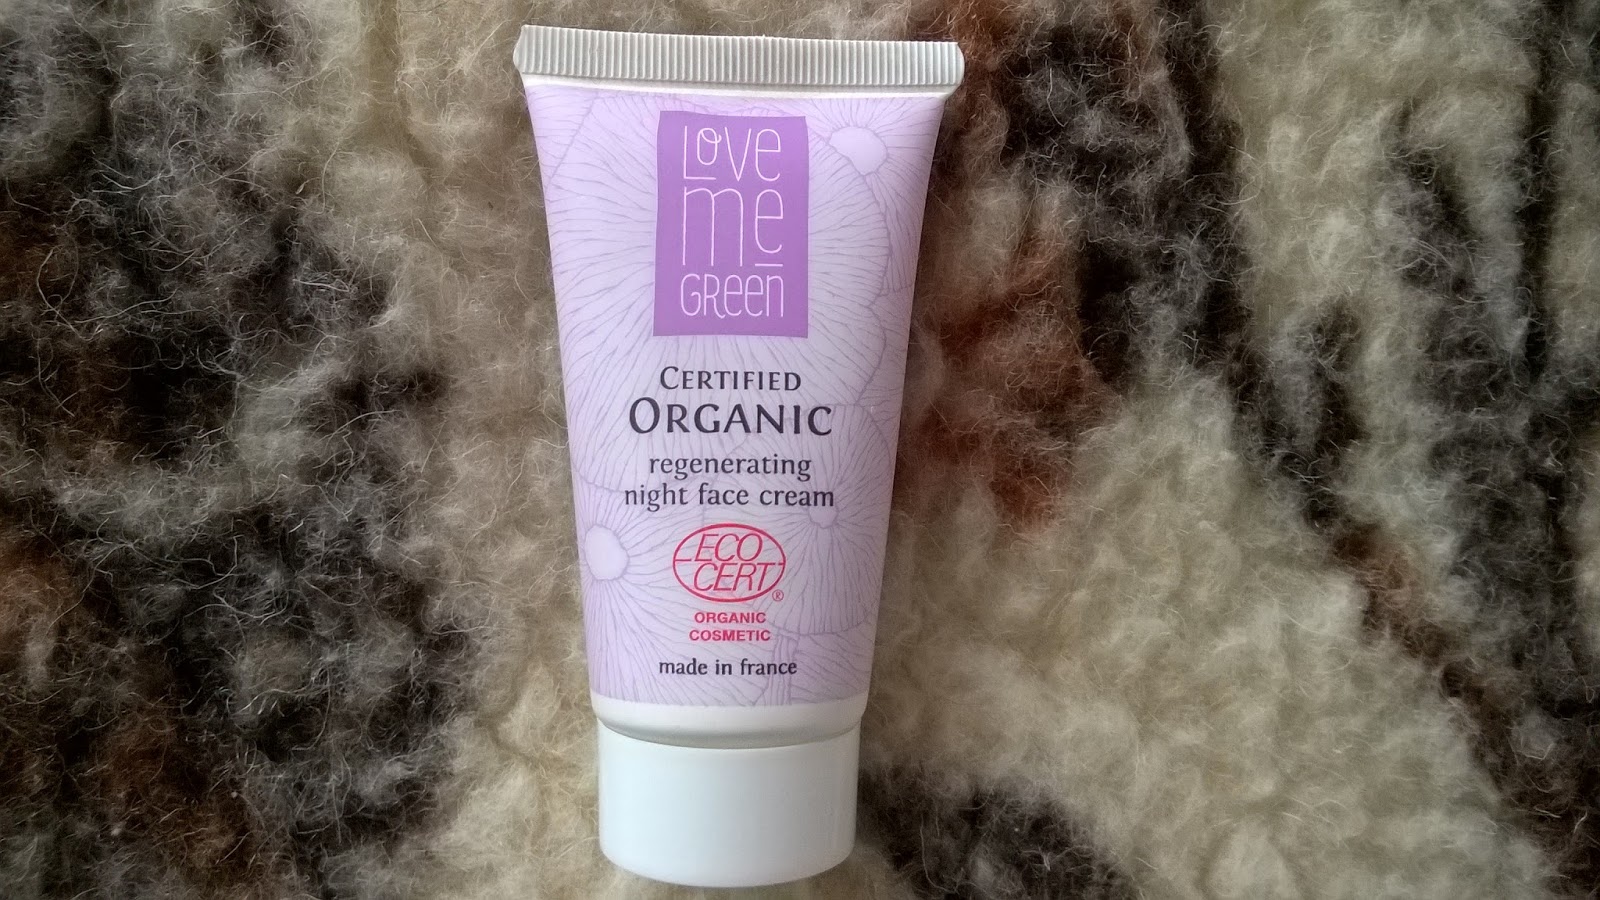 Love
me
Green
CERTIFIED
ORGANIC
regenerating
night face cream
ECO
CERT®
ORGANIC
COSMETIC
made in france